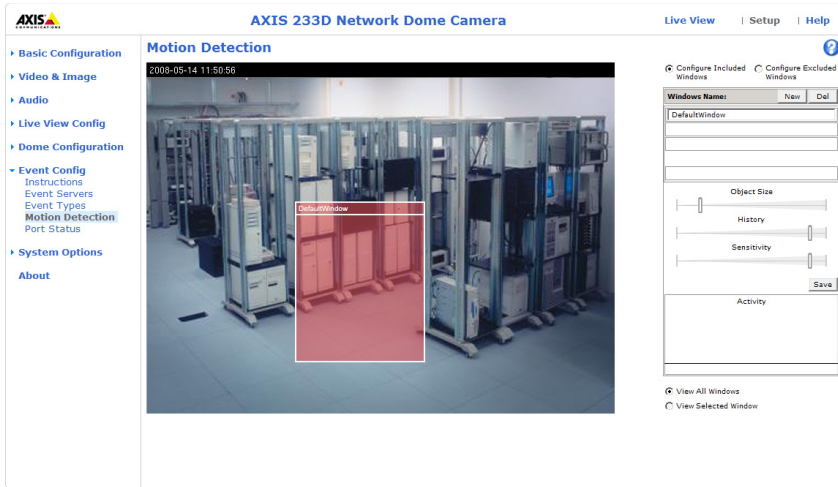 AXIS
COMMUNICATIONS
AXIS 233D Network Dome Camera
Live View | Setup | Help
Basic Configuration
Video & Image
Audio
Live View Config
Dome Configuration
Event Config
Instructions
Event Servers
Event Types
Motion Detection
Port Status
System Options
About
Motion Detection
?
2008-05-14 11:50:56
DefaultWindow
Configure Included
Windows
Configure Excluded
Windows
Windows Name: New Del
DefaultWindow
Object Size
History
Sensitivity
Save
Activity
View All Windows
View Selected Window